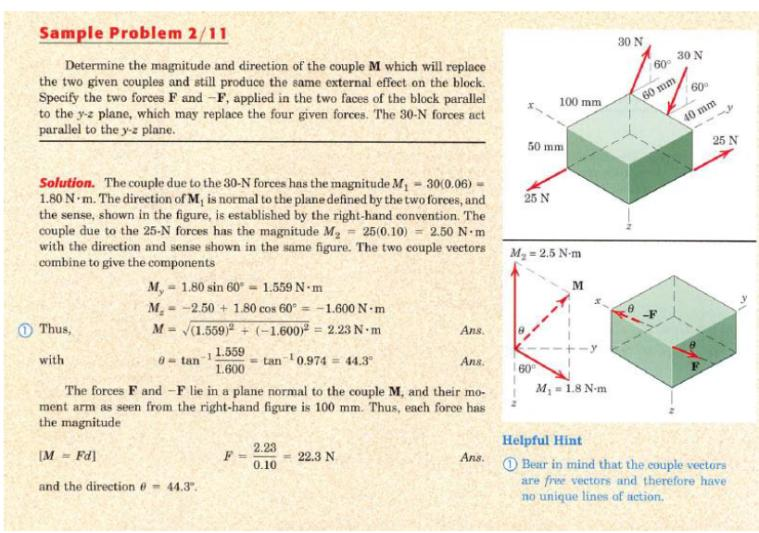 Sample Problem 2/11
Determine the magnitude and direction of the couple M which will replace
the two given couples and still produce the same external effect on the block.
Specify the two forces F and −F, applied in the two faces of the block parallel
to the y-z plane, which may replace the four given forces. The 30-N forces act
parallel to the y-z plane.
Solution. The couple due to the 30-N forces has the magnitude M₁ = 30(0.06) =
1.80 N·m. The direction of M₁ is normal to the plane defined by the two forces, and
the sense, shown in the figure, is established by the right-hand convention. The
couple due to the 25-N forces has the magnitude M₂ = 25(0.10) = 2.50 N·m
with the direction and sense shown in the same figure. The two couple vectors
combine to give the components
M_y = 1.80 sin 60° = 1.559 N·m
M_z = −2.50 + 1.80 cos 60° = −1.600 N·m
① Thus, M = √(1.559)² + (−1.600)² = 2.23 N·m Ans.
with θ = tan⁻¹ 1.559/1.600 = tan⁻¹ 0.974 = 44.3° Ans.
The forces F and −F lie in a plane normal to the couple M, and their mo-
ment arm as seen from the right-hand figure is 100 mm. Thus, each force has
the magnitude
[M = Fd] F = 2.23/0.10 = 22.3 N Ans.
and the direction θ = 44.3°.
30 N
60°
30 N
60 mm
60°
x
100 mm
40 mm
y
50 mm
25 N
25 N
z
M₂ = 2.5 N·m
M
θ
y
60°
M₁ = 1.8 N·m
z
x
θ
−F
y
θ
F
z
Helpful Hint
① Bear in mind that the couple vectors
are free vectors and therefore have
no unique lines of action.